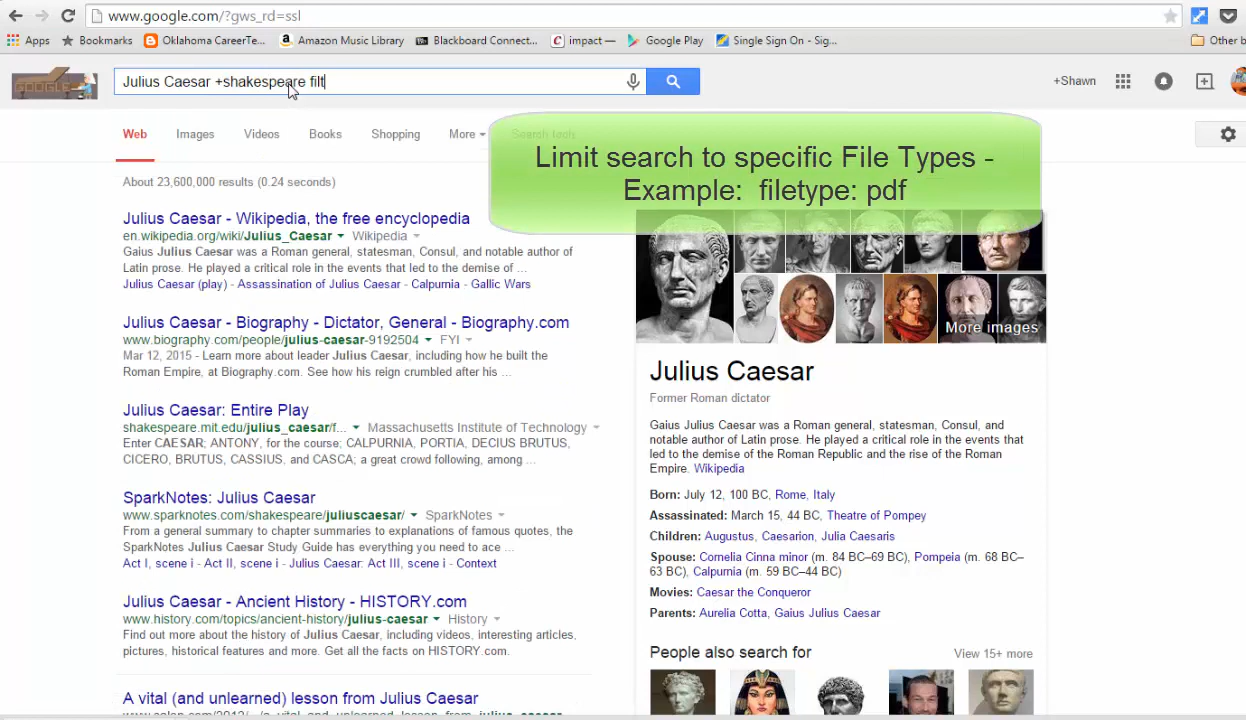 www.google.com/?gws_rd=ssl
Apps Bookmarks Oklahoma CareerTe... Amazon Music Library Blackboard Connect... impact — Google Play Single Sign On - Sig... Other b
GOOGLE
Julius Caesar +shakespeare filt
+Shawn
Web Images Videos Books Shopping More Search tools
Limit search to specific File Types -
Example: filetype: pdf
About 23,600,000 results (0.24 seconds)
Julius Caesar - Wikipedia, the free encyclopedia
en.wikipedia.org/wiki/Julius_Caesar Wikipedia
Gaius Julius Caesar was a Roman general, statesman, Consul, and notable author of
Latin prose. He played a critical role in the events that led to the demise of ...
Julius Caesar (play) - Assassination of Julius Caesar - Calpurnia - Gallic Wars
Julius Caesar - Biography - Dictator, General - Biography.com
www.biography.com/people/julius-caesar-9192504 FYI
Mar 12, 2015 - Learn more about leader Julius Caesar, including how he built the
Roman Empire, at Biography.com. See how his reign crumbled after his ...
Julius Caesar: Entire Play
shakespeare.mit.edu/julius_caesar/f... Massachusetts Institute of Technology
Enter CAESAR; ANTONY, for the course; CALPURNIA, PORTIA, DECIUS BRUTUS,
CICERO, BRUTUS, CASSIUS, and CASCA; a great crowd following, among ...
SparkNotes: Julius Caesar
www.sparknotes.com/shakespeare/juliuscaesar/ SparkNotes
From a general summary to chapter summaries to explanations of famous quotes, the
SparkNotes Julius Caesar Study Guide has everything you need to ace ...
Act I, scene i - Act II, scene i - Julius Caesar: Act III, scene i - Context
Julius Caesar - Ancient History - HISTORY.com
www.history.com/topics/ancient-history/julius-caesar History
Find out more about the history of Julius Caesar, including videos, interesting articles,
pictures, historical features and more. Get all the facts on HISTORY.com.
A vital (and unlearned) lesson from Julius Caesar
More images
Julius Caesar
Former Roman dictator
Gaius Julius Caesar was a Roman general, statesman, Consul, and
notable author of Latin prose. He played a critical role in the events that
led to the demise of the Roman Republic and the rise of the Roman
Empire. Wikipedia
Born: July 12, 100 BC, Rome, Italy
Assassinated: March 15, 44 BC, Theatre of Pompey
Children: Augustus, Caesarion, Julia Caesaris
Spouse: Cornelia Cinna minor (m. 84 BC–69 BC), Pompeia (m. 68 BC–
63 BC), Calpurnia (m. 59 BC–44 BC)
Movies: Caesar the Conqueror
Parents: Aurelia Cotta, Gaius Julius Caesar
People also search for View 15+ more